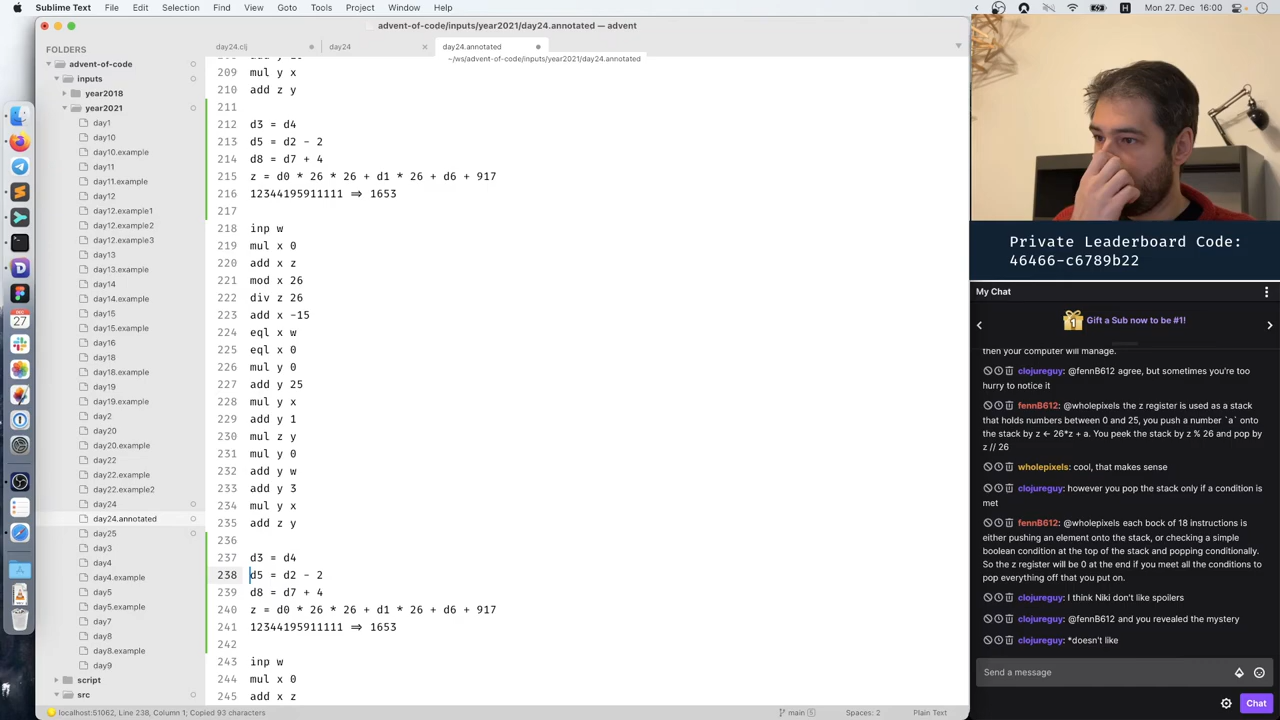 Sublime Text File Edit Selection Find View Goto Tools Project Window Help
Mon 27. Dec 16:00
advent-of-code/inputs/year2021/day24.annotated — advent
FOLDERS
advent-of-code
inputs
year2018
year2021
day1
day10
day10.example
day11
day11.example
day12
day12.example1
day12.example2
day12.example3
day13
day13.example
day14
day14.example
day15
day15.example
day16
day18
day18.example
day19
day19.example
day2
day20
day20.example
day22
day22.example
day22.example2
day24
day24.annotated
day25
day3
day4
day4.example
day5
day5.example
day7
day8
day8.example
day9
script
src
day24.clj
day24
day24.annotated
~/ws/advent-of-code/inputs/year2021/day24.annotated
209 mul y x
210 add z y
211
212 d3 = d4
213 d5 = d2 - 2
214 d8 = d7 + 4
215 z = d0 * 26 * 26 + d1 * 26 + d6 + 917
216 12344195911111 => 1653
217
218 inp w
219 mul x 0
220 add x z
221 mod x 26
222 div z 26
223 add x -15
224 eql x w
225 eql x 0
226 mul y 0
227 add y 25
228 mul y x
229 add y 1
230 mul z y
231 mul y 0
232 add y w
233 add y 3
234 mul y x
235 add z y
236
237 d3 = d4
238 d5 = d2 - 2
239 d8 = d7 + 4
240 z = d0 * 26 * 26 + d1 * 26 + d6 + 917
241 12344195911111 => 1653
242
243 inp w
244 mul x 0
245 add x z
localhost:51062, Line 238, Column 1; Copied 93 characters
main 5
Spaces: 2
Plain Text
Private Leaderboard Code:
46466-c6789b22
My Chat
Gift a Sub now to be #1!
then your computer will manage.
clojureguy: @fennB612 agree, but sometimes you're too
hurry to notice it
fennB612: @wholepixels the z register is used as a stack
that holds numbers between 0 and 25, you push a number `a` onto
the stack by z <- 26*z + a. You peek the stack by z % 26 and pop by
z // 26
wholepixels: cool, that makes sense
clojureguy: however you pop the stack only if a condition is
met
fennB612: @wholepixels each bock of 18 instructions is
either pushing an element onto the stack, or checking a simple
boolean condition at the top of the stack and popping conditionally.
So the z register will be 0 at the end if you meet all the conditions to
pop everything off that you put on.
clojureguy: I think Niki don't like spoilers
clojureguy: @fennB612 and you revealed the mystery
clojureguy: *doesn't like
Send a message
Chat